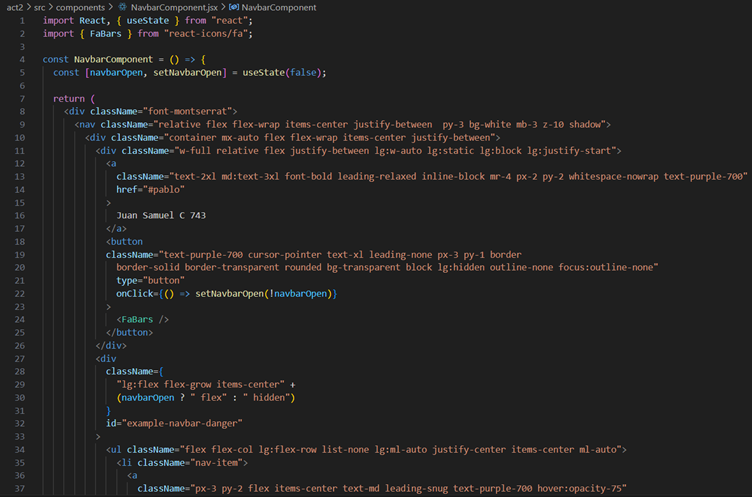 act2 > src > components > NavbarComponent.jsx > NavbarComponent
1 import React, { useState } from "react";
2 import { FaBars } from "react-icons/fa";
3
4 const NavbarComponent = () => {
5 const [navbarOpen, setNavbarOpen] = useState(false);
6
7 return (
8 <div className="font-montserrat">
9 <nav className="relative flex flex-wrap items-center justify-between  py-3 bg-white mb-3 z-10 shadow">
10 <div className="container mx-auto flex flex-wrap items-center justify-between">
11 <div className="w-full relative flex justify-between lg:w-auto lg:static lg:block lg:justify-start">
12 <a
13 className="text-2xl md:text-3xl font-bold leading-relaxed inline-block mr-4 px-2 py-2 whitespace-nowrap text-purple-700"
14 href="#pablo"
15 >
16 Juan Samuel C 743
17 </a>
18 <button
19 className="text-purple-700 cursor-pointer text-xl leading-none px-3 py-1 border
20 border-solid border-transparent rounded bg-transparent block lg:hidden outline-none focus:outline-none"
21 type="button"
22 onClick={() => setNavbarOpen(!navbarOpen)}
23 >
24 <FaBars />
25 </button>
26 </div>
27 <div
28 className={
29 "lg:flex flex-grow items-center" +
30 (navbarOpen ? " flex" : " hidden")
31 }
32 id="example-navbar-danger"
33 >
34 <ul className="flex flex-col lg:flex-row list-none lg:ml-auto justify-center items-center ml-auto">
35 <li className="nav-item">
36 <a
37 className="px-3 py-2 flex items-center text-md leading-snug text-purple-700 hover:opacity-75"